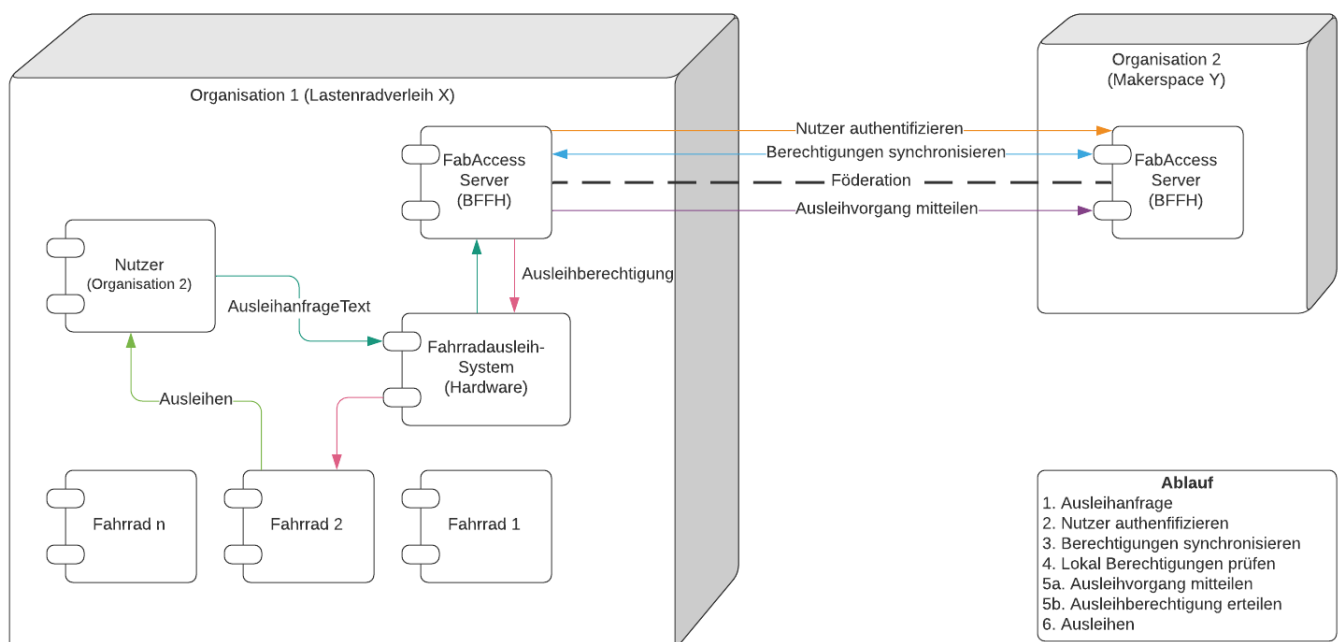 Organisation 1 (Lastenradverleih X)
Organisation 2
(Makerspace Y)
FabAccess
Server
(BFFH)
Nutzer authentifizieren
Berechtigungen synchronisieren
Föderation
Ausleihvorgang mitteilen
FabAccess
Server
(BFFH)
Nutzer
(Organisation 2)
Ausleihberechtigung
AusleihanfrageText
Fahrradausleih-
System
(Hardware)
Ausleihen
Fahrrad n
Fahrrad 2
Fahrrad 1
Ablauf
1. Ausleihanfrage
2. Nutzer authenfifizieren
3. Berechtigungen synchronisieren
4. Lokal Berechtigungen prüfen
5a. Ausleihvorgang mitteilen
5b. Ausleihberechtigung erteilen
6. Ausleihen